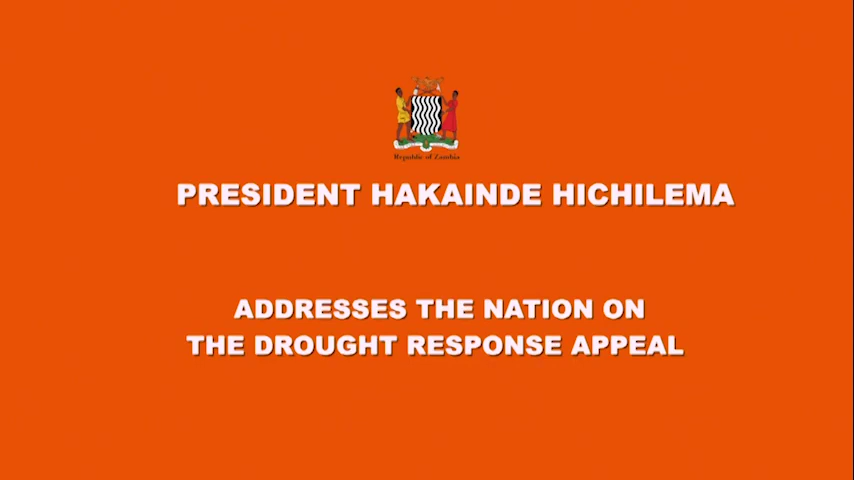 Republic of Zambia
PRESIDENT HAKAINDE HICHILEMA
ADDRESSES THE NATION ON
THE DROUGHT RESPONSE APPEAL